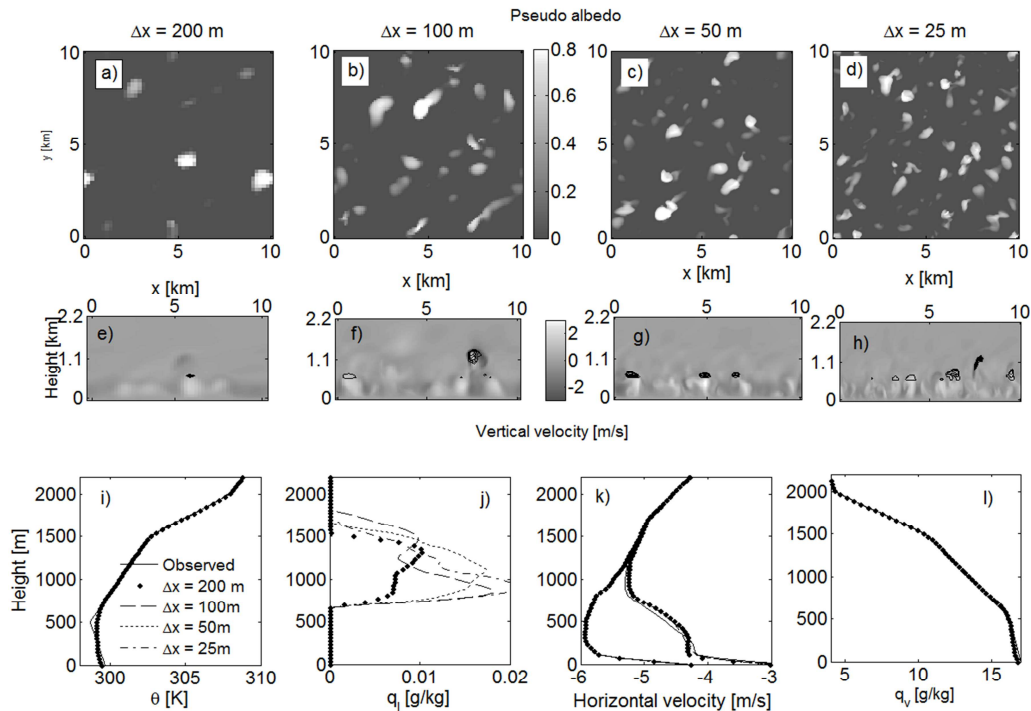 Pseudo albedo
Δx = 200 m
Δx = 100 m
Δx = 50 m
Δx = 25 m
10
5
0
y [km]
a)
0
5
10
10
5
0
b)
0
5
10
0.8
0.6
0.4
0.2
0
10
5
0
c)
0
5
10
10
5
0
d)
0
5
10
x [km]
x [km]
x [km]
x [km]
0
5
10
0
5
10
0
5
10
0
5
10
Height [km]
2.2
1.1
0
e)
2.2
1.1
0
f)
2
0
-2
2.2
1.1
0
g)
2.2
1.1
0
h)
Vertical velocity [m/s]
Height [m]
2000
1500
1000
500
0
i)
Observed
Δx = 200 m
Δx = 100m
Δx = 50m
Δx = 25m
300
305
310
θ [K]
2000
1500
1000
500
0
j)
0
0.01
0.02
q_l [g/kg]
2000
1500
1000
500
0
k)
-6
-5
-4
-3
Horizontal velocity [m/s]
2000
1500
1000
500
0
l)
5
10
15
q_v [g/kg]